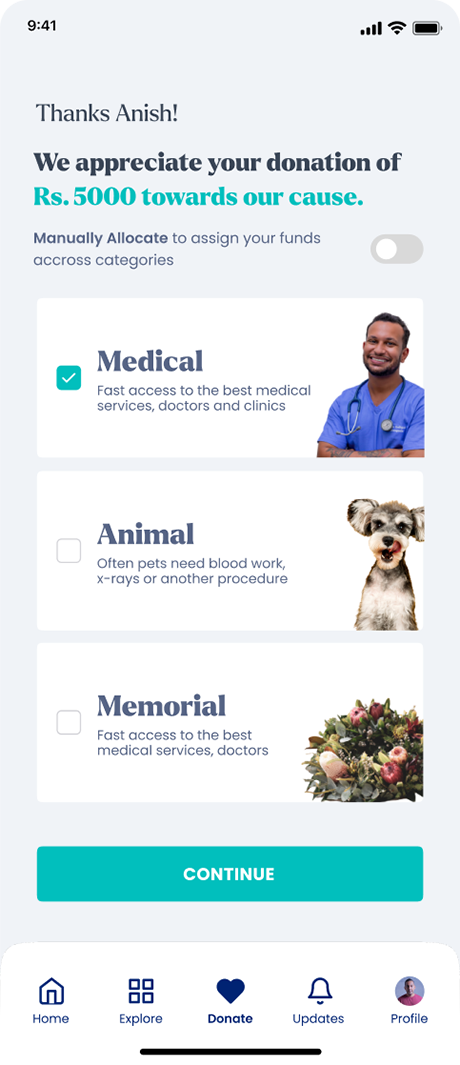 9:41
Thanks Anish!
We appreciate your donation of
Rs. 5000 towards our cause.
Manually Allocate to assign your funds
accross categories
Medical
Fast access to the best medical
services, doctors and clinics
Animal
Often pets need blood work,
x-rays or another procedure
Memorial
Fast access to the best
medical services, doctors
CONTINUE
Home Explore Donate Updates Profile